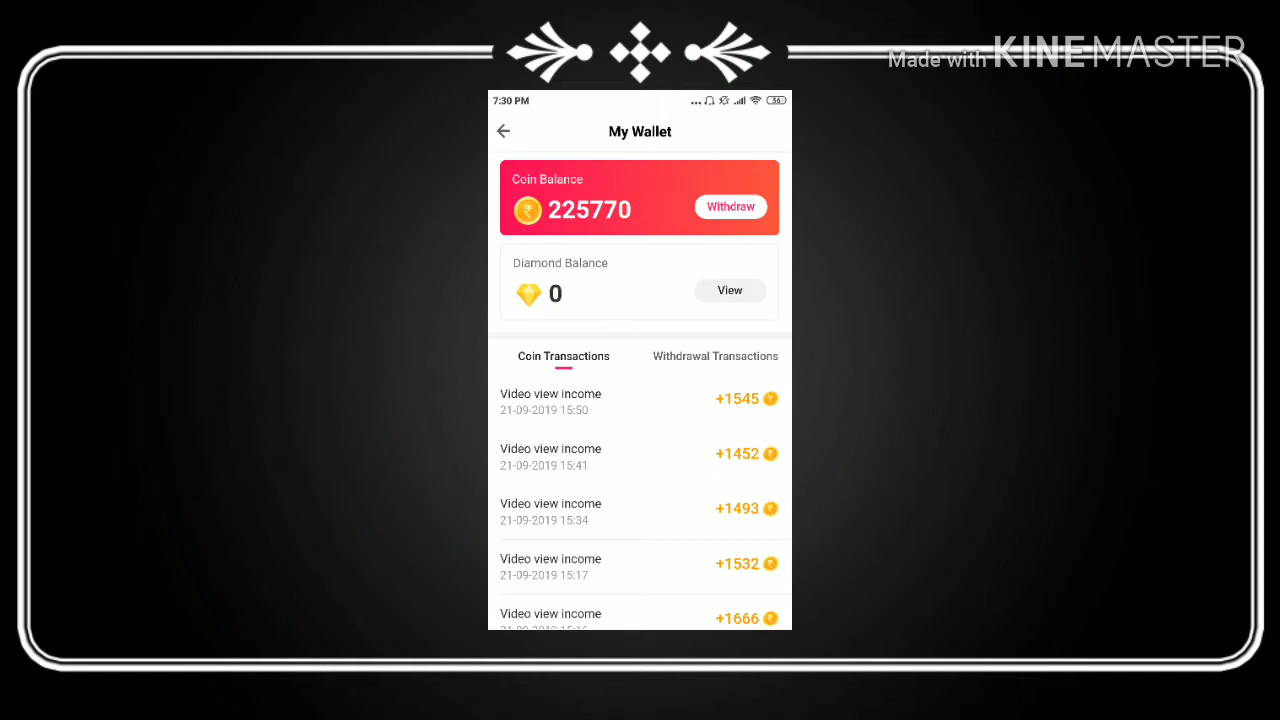 Made with KINEMASTER
7:30 PM
36
My Wallet
Coin Balance
225770
Withdraw
Diamond Balance
0
View
Coin Transactions
Withdrawal Transactions
Video view income
+1545
21-09-2019 15:50
Video view income
+1452
21-09-2019 15:41
Video view income
+1493
21-09-2019 15:34
Video view income
+1532
21-09-2019 15:17
Video view income
+1666